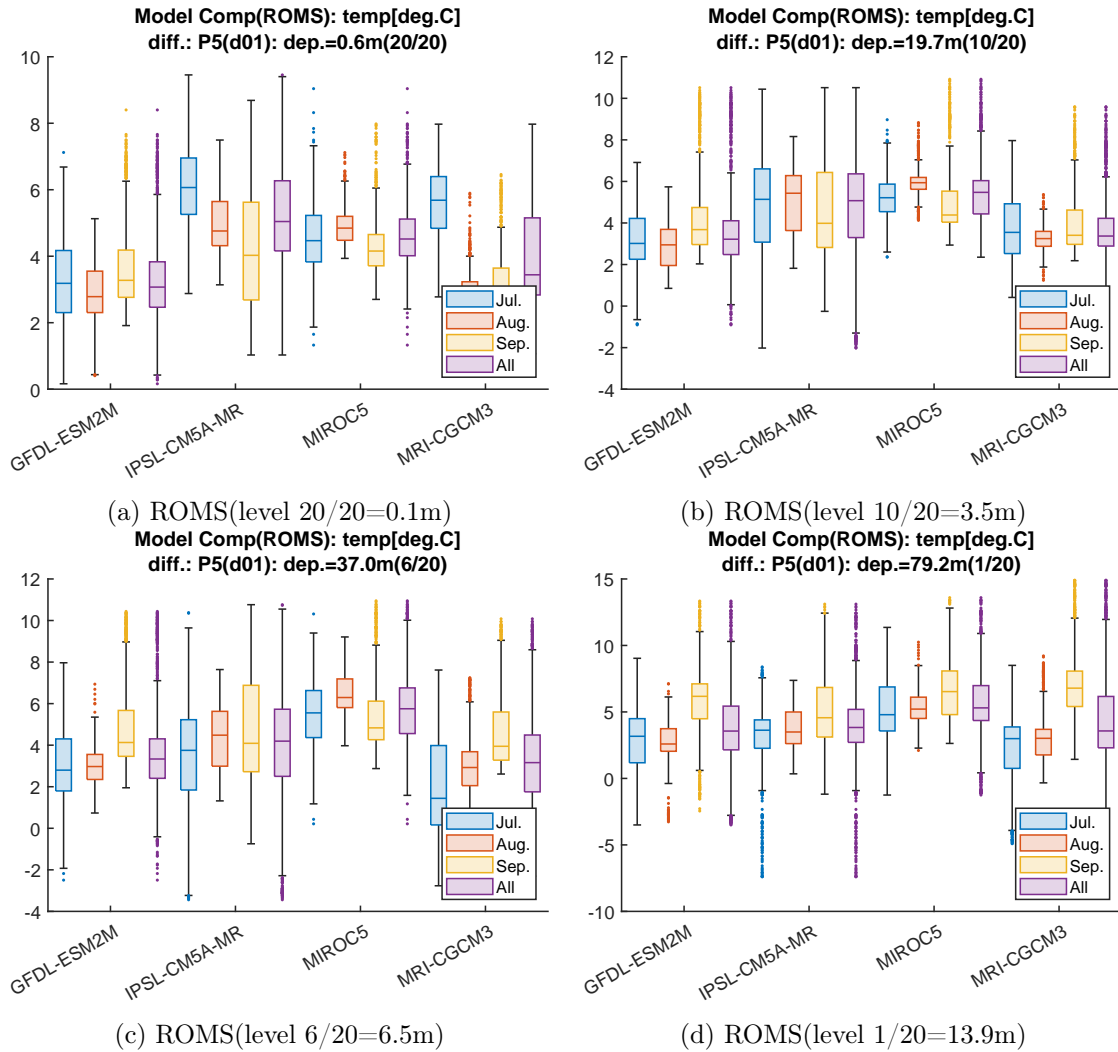 Model Comp(ROMS): temp[deg.C]
diff.: P5(d01): dep.=0.6m(20/20)
10
8
6
4
2
0
Jul.
Aug.
Sep.
All
GFDL-ESM2M
IPSL-CM5A-MR
MIROC5
MRI-CGCM3
(a) ROMS(level 20/20=0.1m)
Model Comp(ROMS): temp[deg.C]
diff.: P5(d01): dep.=19.7m(10/20)
12
10
8
6
4
2
0
-2
-4
Jul.
Aug.
Sep.
All
GFDL-ESM2M
IPSL-CM5A-MR
MIROC5
MRI-CGCM3
(b) ROMS(level 10/20=3.5m)
Model Comp(ROMS): temp[deg.C]
diff.: P5(d01): dep.=37.0m(6/20)
12
10
8
6
4
2
0
-2
-4
Jul.
Aug.
Sep.
All
GFDL-ESM2M
IPSL-CM5A-MR
MIROC5
MRI-CGCM3
(c) ROMS(level 6/20=6.5m)
Model Comp(ROMS): temp[deg.C]
diff.: P5(d01): dep.=79.2m(1/20)
15
10
5
0
-5
-10
Jul.
Aug.
Sep.
All
GFDL-ESM2M
IPSL-CM5A-MR
MIROC5
MRI-CGCM3
(d) ROMS(level 1/20=13.9m)